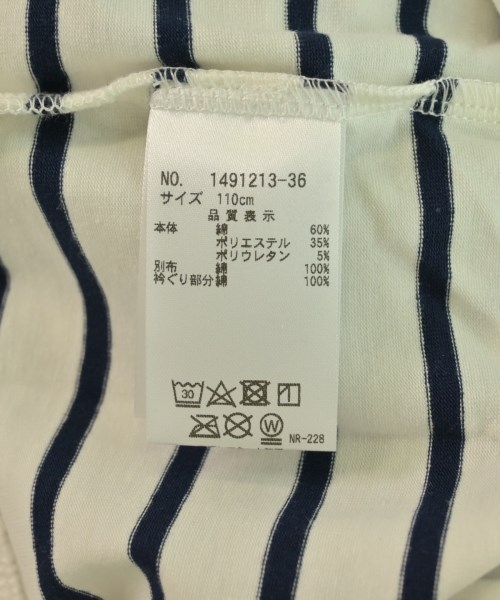 NO. 1491213-36
サイズ 110cm
品質表示
本体 綿 60%
ポリエステル 35%
ポリウレタン 5%
別布 綿 100%
衿ぐり部分綿 100%
30
W
NR-228